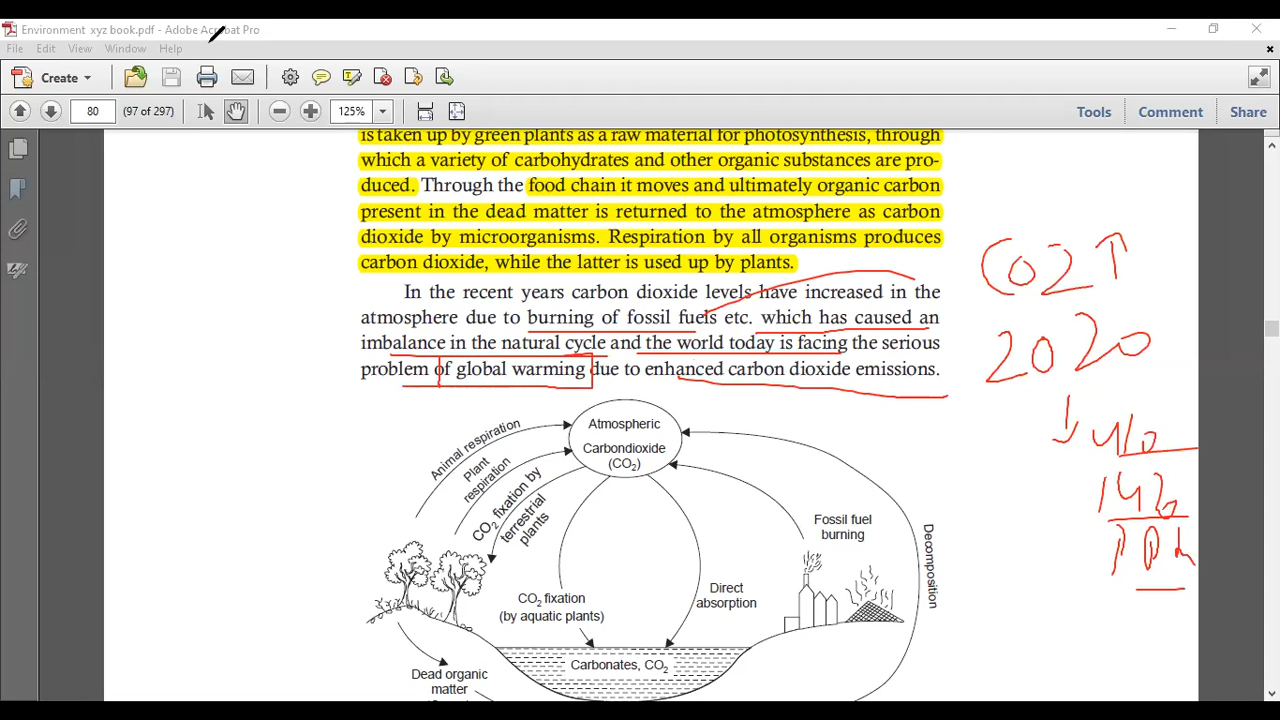 Environment xyz book.pdf - Adobe Acrobat Pro
File Edit View Window Help
Create
80 (97 of 297) 125% Tools Comment Share
is taken up by green plants as a raw material for photosynthesis, through
which a variety of carbohydrates and other organic substances are pro-
duced. Through the food chain it moves and ultimately organic carbon
present in the dead matter is returned to the atmosphere as carbon
dioxide by microorganisms. Respiration by all organisms produces
carbon dioxide, while the latter is used up by plants.
In the recent years carbon dioxide levels have increased in the
atmosphere due to burning of fossil fuels etc. which has caused an
imbalance in the natural cycle and the world today is facing the serious
problem of global warming due to enhanced carbon dioxide emissions.
CO2 ↑
2020
↓ 410
Atmospheric
Carbondioxide
(CO2)
Animal respiration
Plant
respiration
CO2 fixation by
terrestrial
plants
Fossil fuel
burning
Decomposition
CO2 fixation
(by aquatic plants)
Direct
absorption
Carbonates, CO2
Dead organic
matter